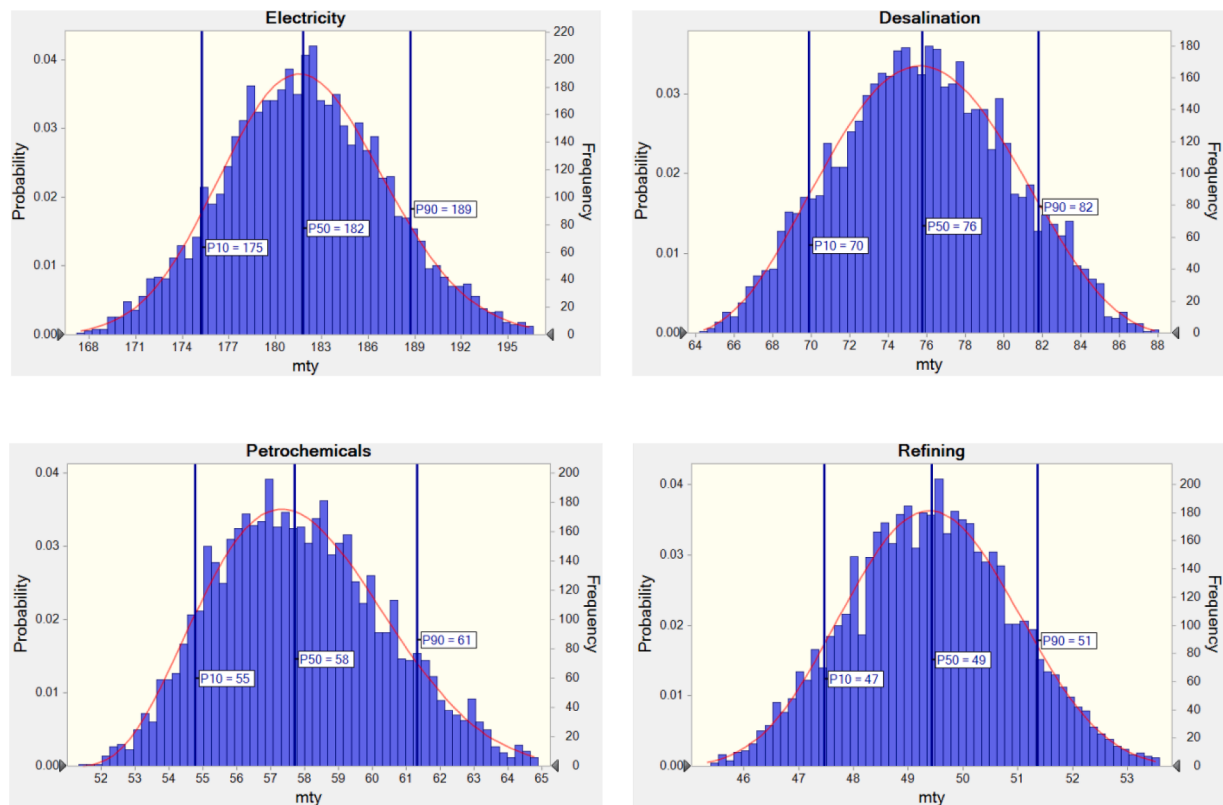 Electricity
0.04
0.03
0.02
0.01
0.00
Probability
220
200
180
160
140
120
100
80
60
40
20
0
Frequency
P10 = 175
P50 = 182
P90 = 189
168 171 174 177 180 183 186 189 192 195
mty
Desalination
0.03
0.02
0.01
0.00
Probability
180
160
140
120
100
80
60
40
20
0
Frequency
P10 = 70
P50 = 76
P90 = 82
64 66 68 70 72 74 76 78 80 82 84 86 88
mty
Petrochemicals
0.04
0.03
0.02
0.01
0.00
Probability
200
180
160
140
120
100
80
60
40
20
0
Frequency
P10 = 55
P50 = 58
P90 = 61
52 53 54 55 56 57 58 59 60 61 62 63 64 65
mty
Refining
0.04
0.03
0.02
0.01
0.00
Probability
200
180
160
140
120
100
80
60
40
20
0
Frequency
P10 = 47
P50 = 49
P90 = 51
46 47 48 49 50 51 52 53
mty